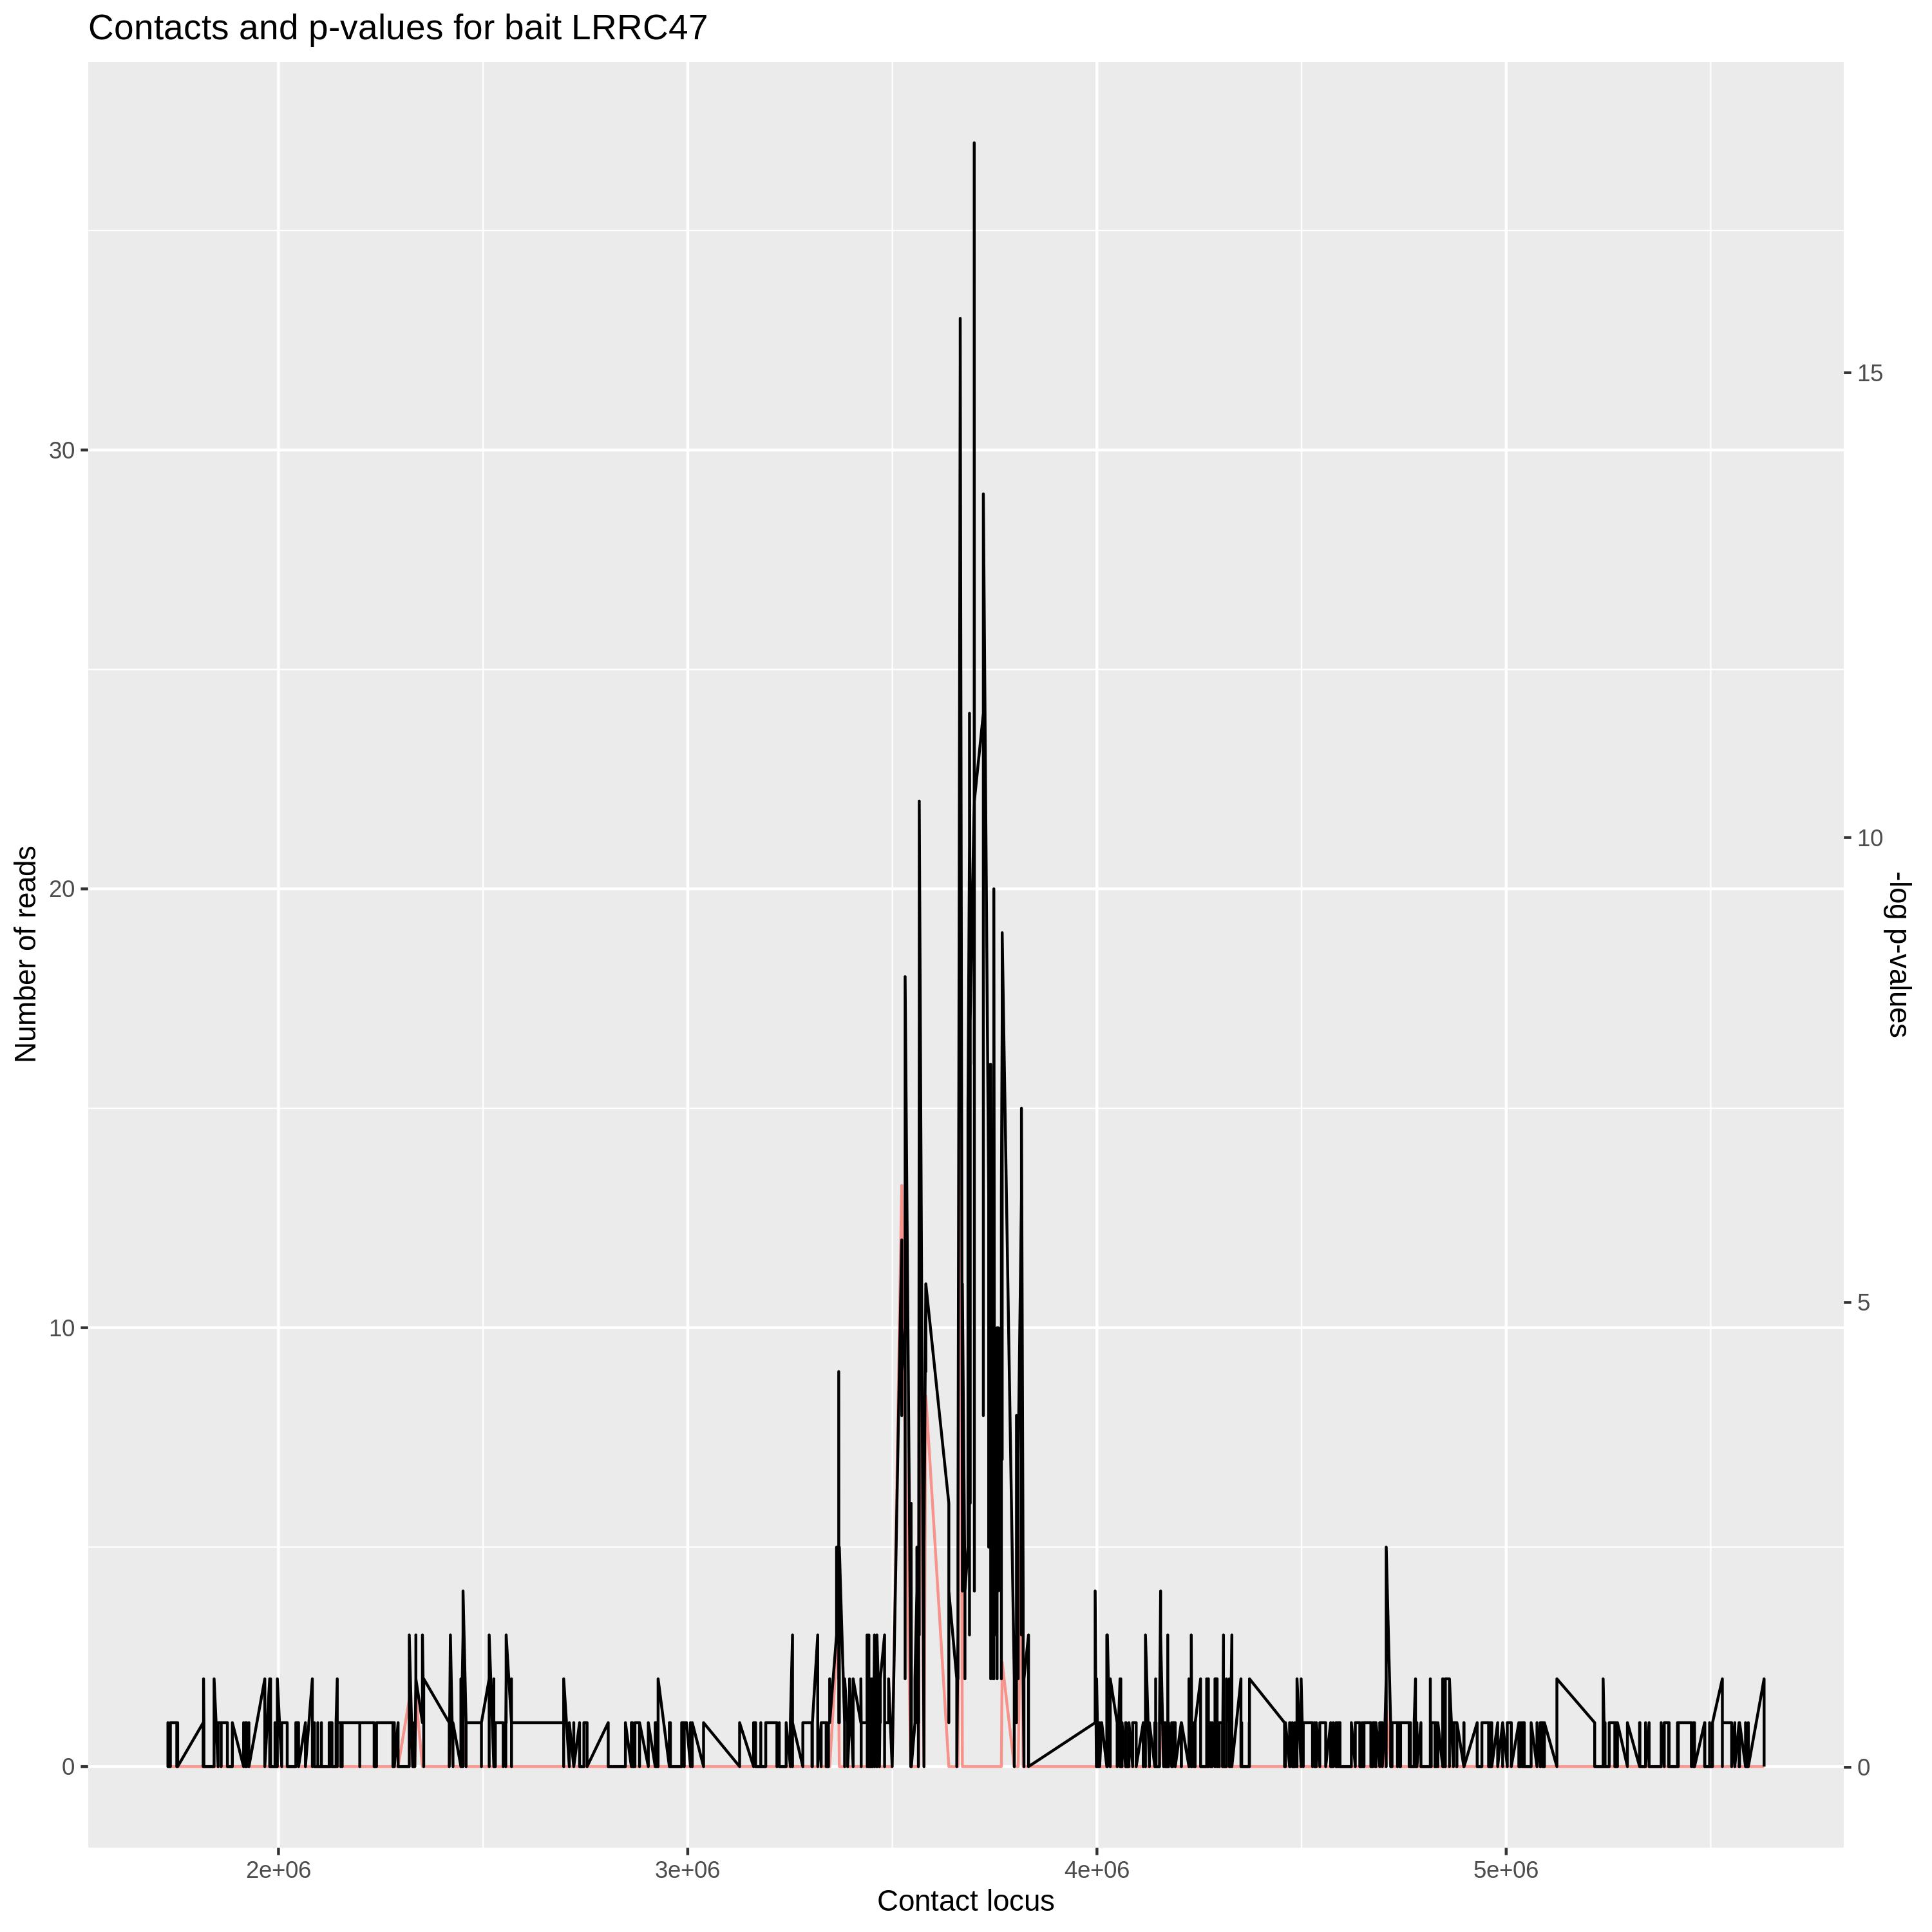 Contacts and p-values for bait LRRC47
Number of reads
30
20
10
0
15
10
5
0
-log p-values
2e+06 3e+06 4e+06 5e+06
Contact locus